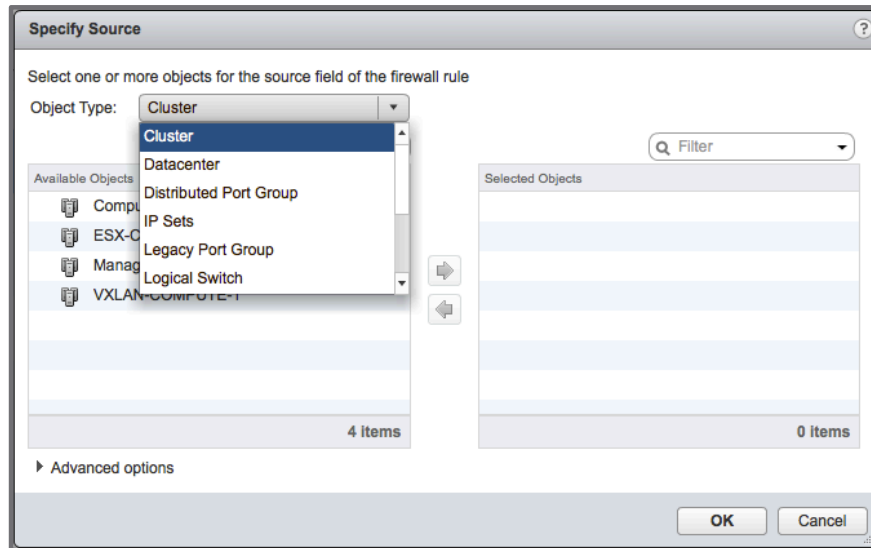 Specify Source
?
Select one or more objects for the source field of the firewall rule
Object Type: Cluster
Cluster
Datacenter
Distributed Port Group
IP Sets
Legacy Port Group
Logical Switch
Filter
Available Objects
VXLAN-COMPUTE-1
4 items
Selected Objects
0 items
Advanced options
OK
Cancel